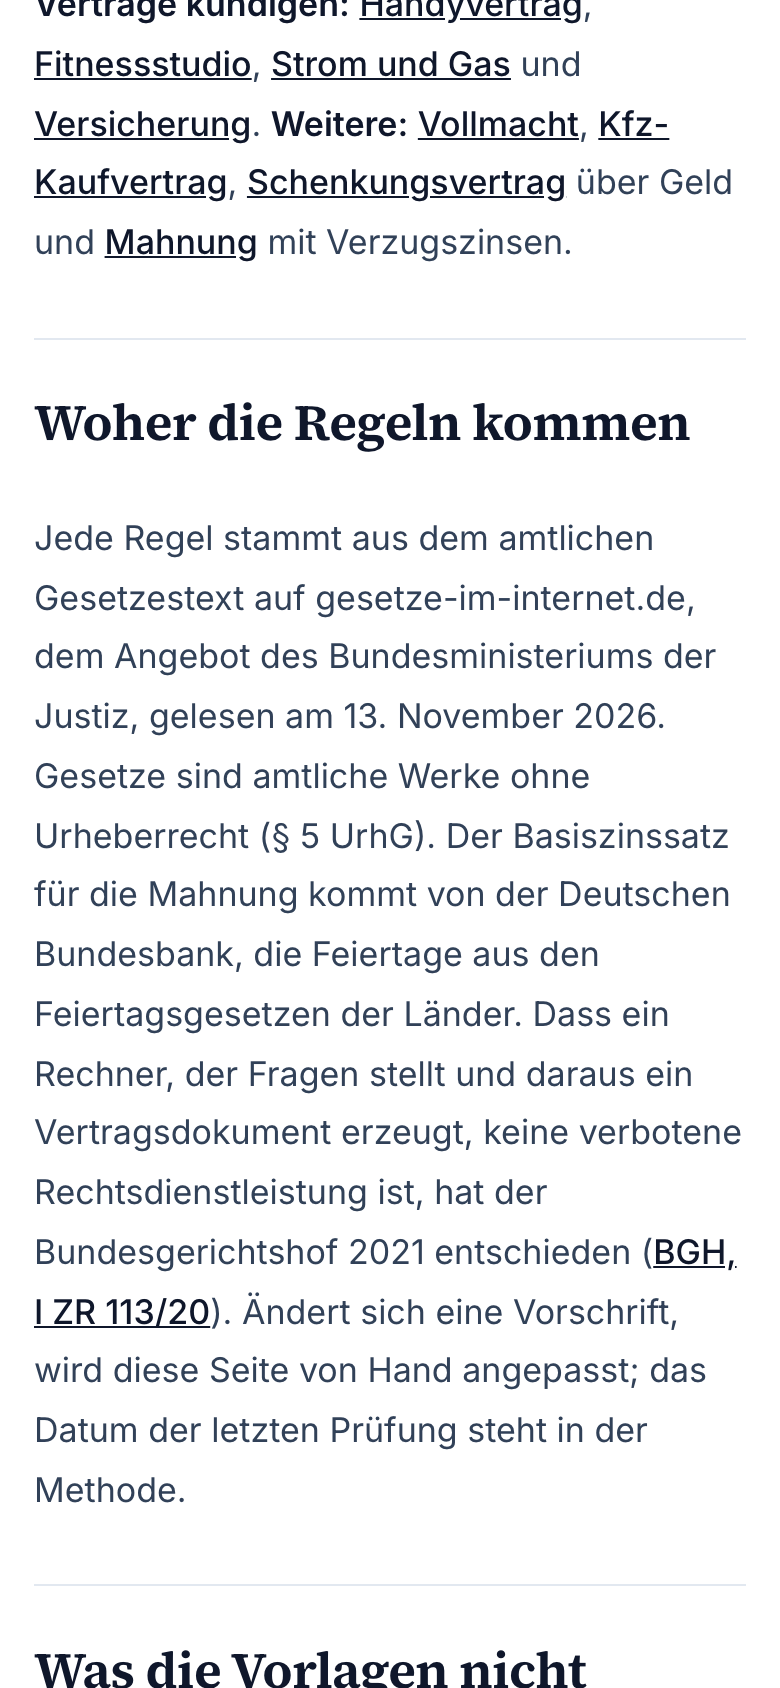 Verträge kündigen: Handyvertrag,
Fitnessstudio, Strom und Gas und
Versicherung. Weitere: Vollmacht, Kfz-
Kaufvertrag, Schenkungsvertrag über Geld
und Mahnung mit Verzugszinsen.
Woher die Regeln kommen
Jede Regel stammt aus dem amtlichen
Gesetzestext auf gesetze-im-internet.de,
dem Angebot des Bundesministeriums der
Justiz, gelesen am 13. November 2026.
Gesetze sind amtliche Werke ohne
Urheberrecht (§ 5 UrhG). Der Basiszinssatz
für die Mahnung kommt von der Deutschen
Bundesbank, die Feiertage aus den
Feiertagsgesetzen der Länder. Dass ein
Rechner, der Fragen stellt und daraus ein
Vertragsdokument erzeugt, keine verbotene
Rechtsdienstleistung ist, hat der
Bundesgerichtshof 2021 entschieden (BGH,
I ZR 113/20). Ändert sich eine Vorschrift,
wird diese Seite von Hand angepasst; das
Datum der letzten Prüfung steht in der
Methode.
Was die Vorlagen nicht